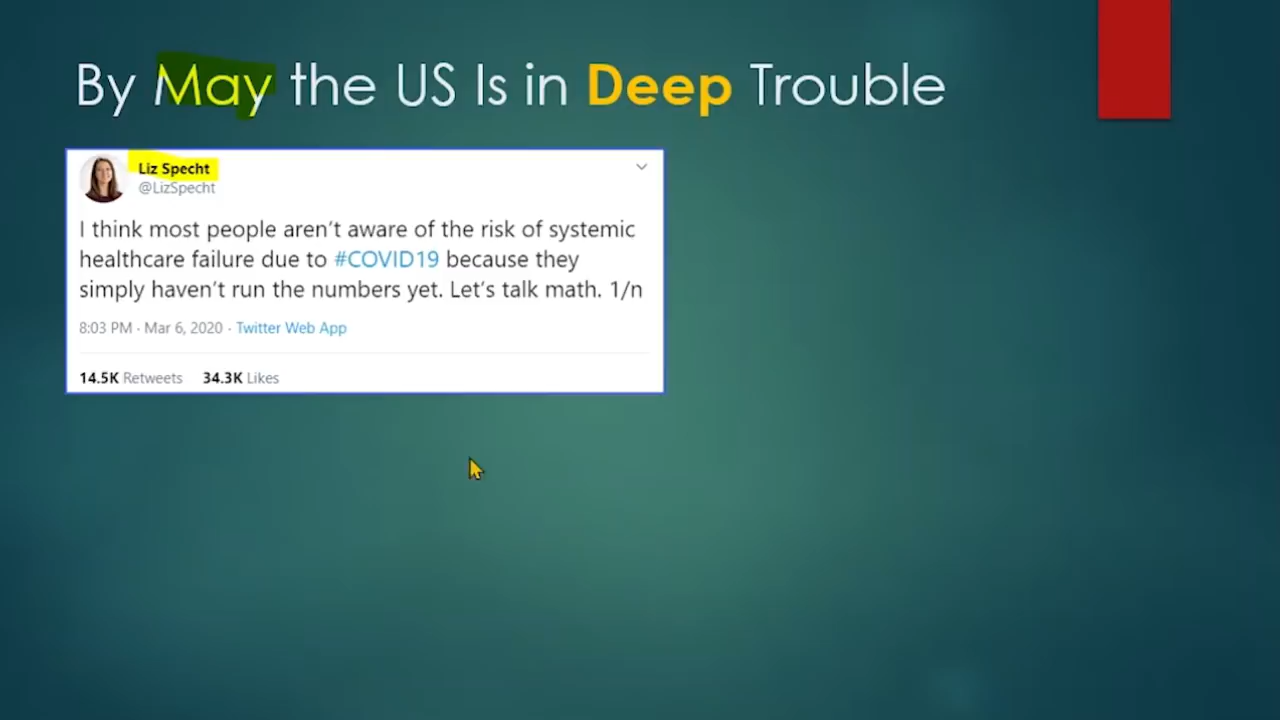 By May the US Is in Deep Trouble
Liz Specht
@LizSpecht
I think most people aren’t aware of the risk of systemic
healthcare failure due to #COVID19 because they
simply haven’t run the numbers yet. Let’s talk math. 1/n
8:03 PM · Mar 6, 2020 · Twitter Web App
14.5K Retweets 34.3K Likes